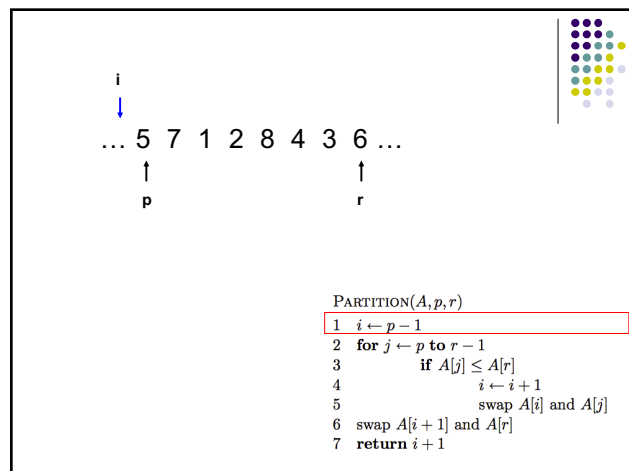 i
... 5 7 1 2 8 4 3 6 ...
p r
PARTITION(A, p, r)
1 i ← p − 1
2 for j ← p to r − 1
3 if A[j] ≤ A[r]
4 i ← i + 1
5 swap A[i] and A[j]
6 swap A[i + 1] and A[r]
7 return i + 1